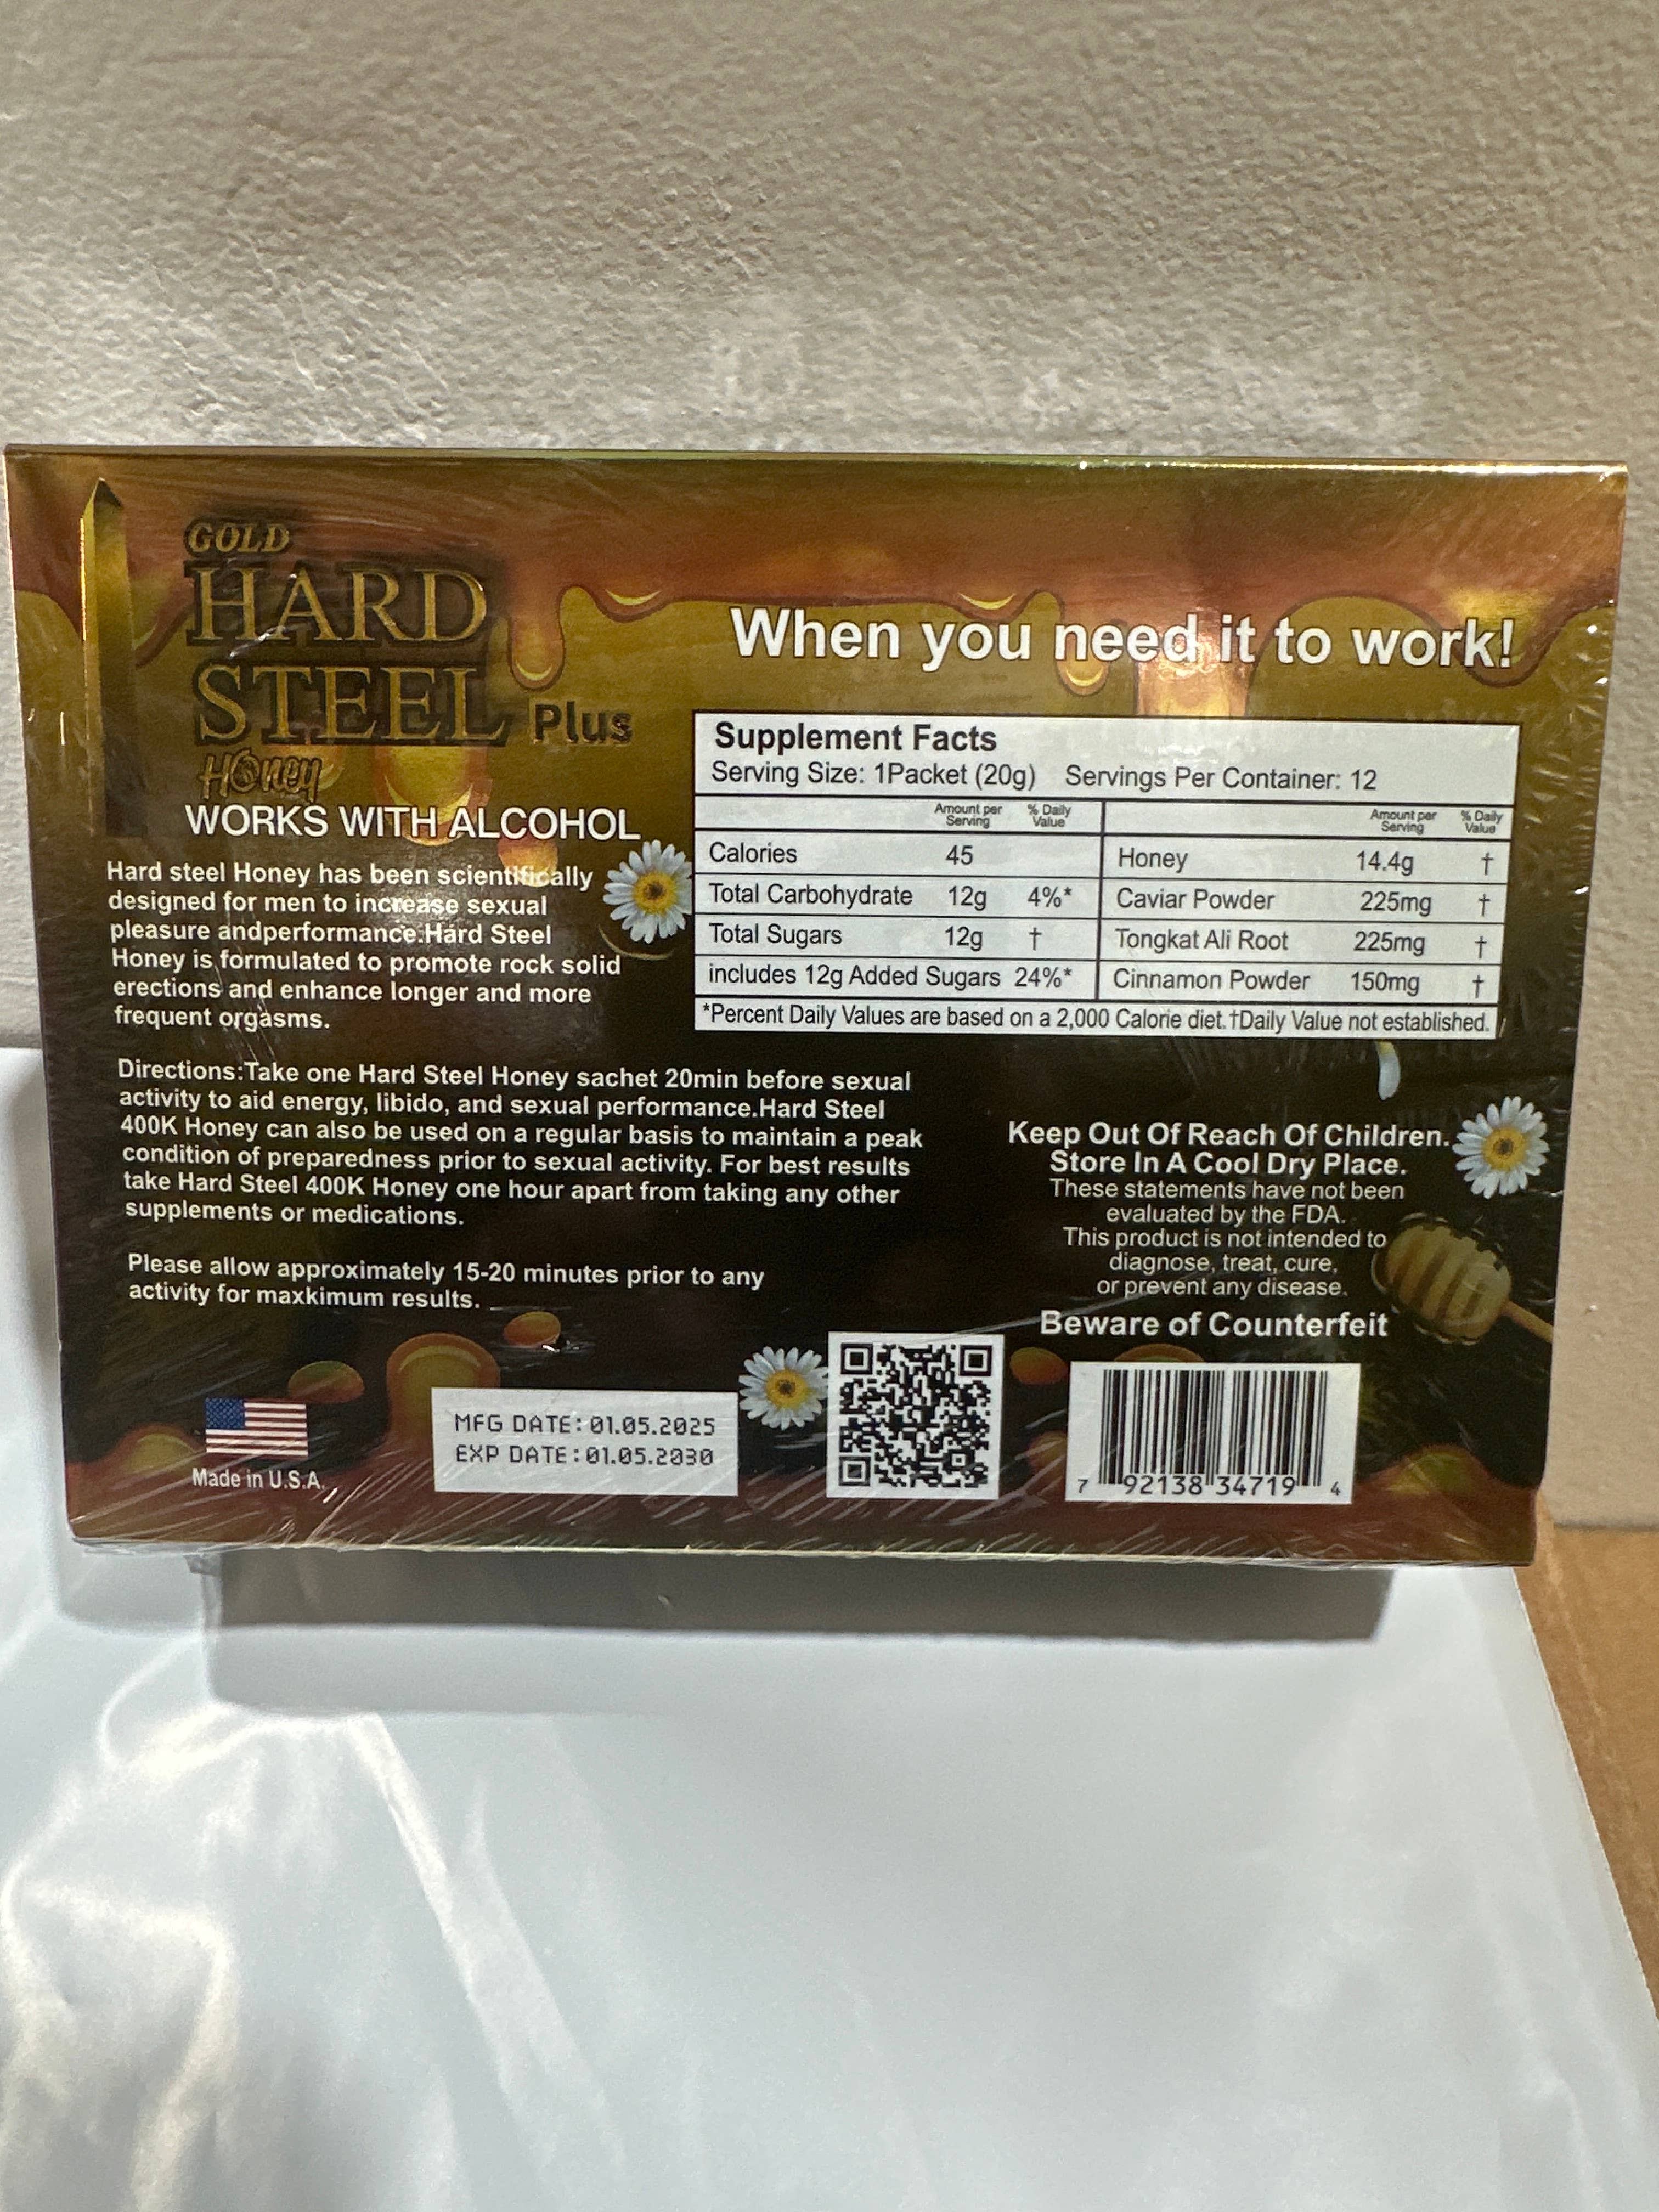 GOLD
HARD
STEEL Plus
Honey
WORKS WITH ALCOHOL
Hard steel Honey has been scientifically
designed for men to increase sexual
pleasure andperformance.Hard Steel
Honey is formulated to promote rock solid
erections and enhance longer and more
frequent orgasms.
When you need it to work!
Supplement Facts
Serving Size: 1Packet (20g) Servings Per Container: 12
Amount per Serving % Daily Value Amount per Serving % Daily Value
Calories 45 Honey 14.4g †
Total Carbohydrate 12g 4%* Caviar Powder 225mg †
Total Sugars 12g † Tongkat Ali Root 225mg †
includes 12g Added Sugars 24%* Cinnamon Powder 150mg †
*Percent Daily Values are based on a 2,000 Calorie diet.†Daily Value not established.
Directions:Take one Hard Steel Honey sachet 20min before sexual
activity to aid energy, libido, and sexual performance.Hard Steel
400K Honey can also be used on a regular basis to maintain a peak
condition of preparedness prior to sexual activity. For best results
take Hard Steel 400K Honey one hour apart from taking any other
supplements or medications.
Please allow approximately 15-20 minutes prior to any
activity for maxkimum results.
Keep Out Of Reach Of Children.
Store In A Cool Dry Place.
These statements have not been
evaluated by the FDA.
This product is not intended to
diagnose, treat, cure,
or prevent any disease.
Beware of Counterfeit
Made in U.S.A.
MFG DATE:01.05.2025
EXP DATE:01.05.2030
7 92138 34719 4